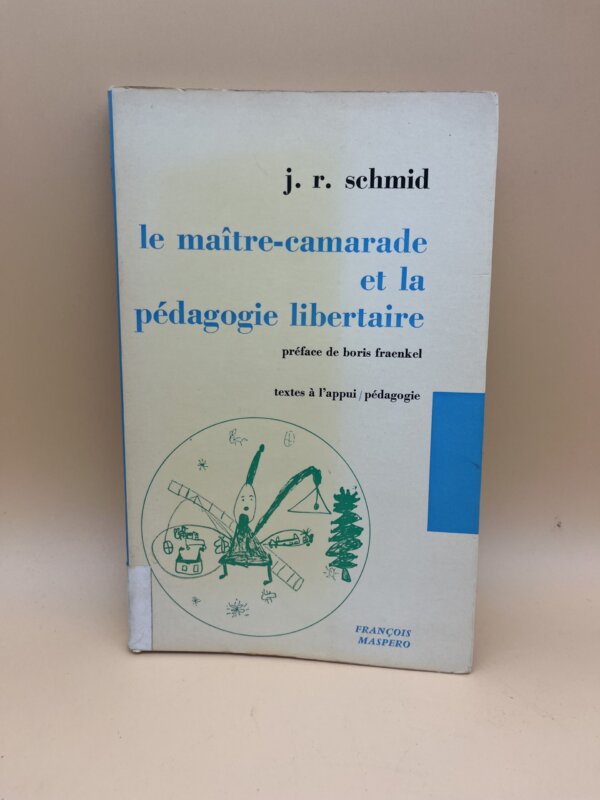 j. r. schmid
le maître-camarade
et la
pédagogie libertaire
préface de boris fraenkel
textes à l'appui / pédagogie
FRANÇOIS
MASPERO